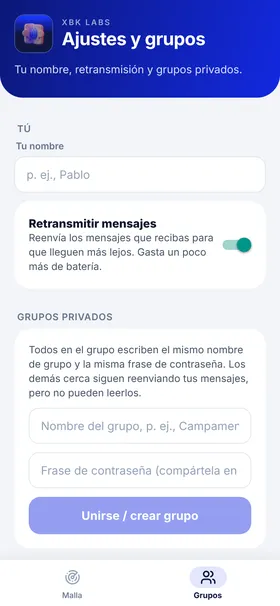 XBK LABS
Ajustes y grupos
Tu nombre, retransmisión y grupos privados.
TÚ
Tu nombre
p. ej., Pablo
Retransmitir mensajes
Reenvía los mensajes que recibas para
que lleguen más lejos. Gasta un poco
más de batería.
GRUPOS PRIVADOS
Todos en el grupo escriben el mismo nombre
de grupo y la misma frase de contraseña. Los
demás cerca siguen reenviando tus mensajes,
pero no pueden leerlos.
Nombre del grupo, p. ej., Campamer
Frase de contraseña (compártela en
Unirse / crear grupo
Malla
Grupos